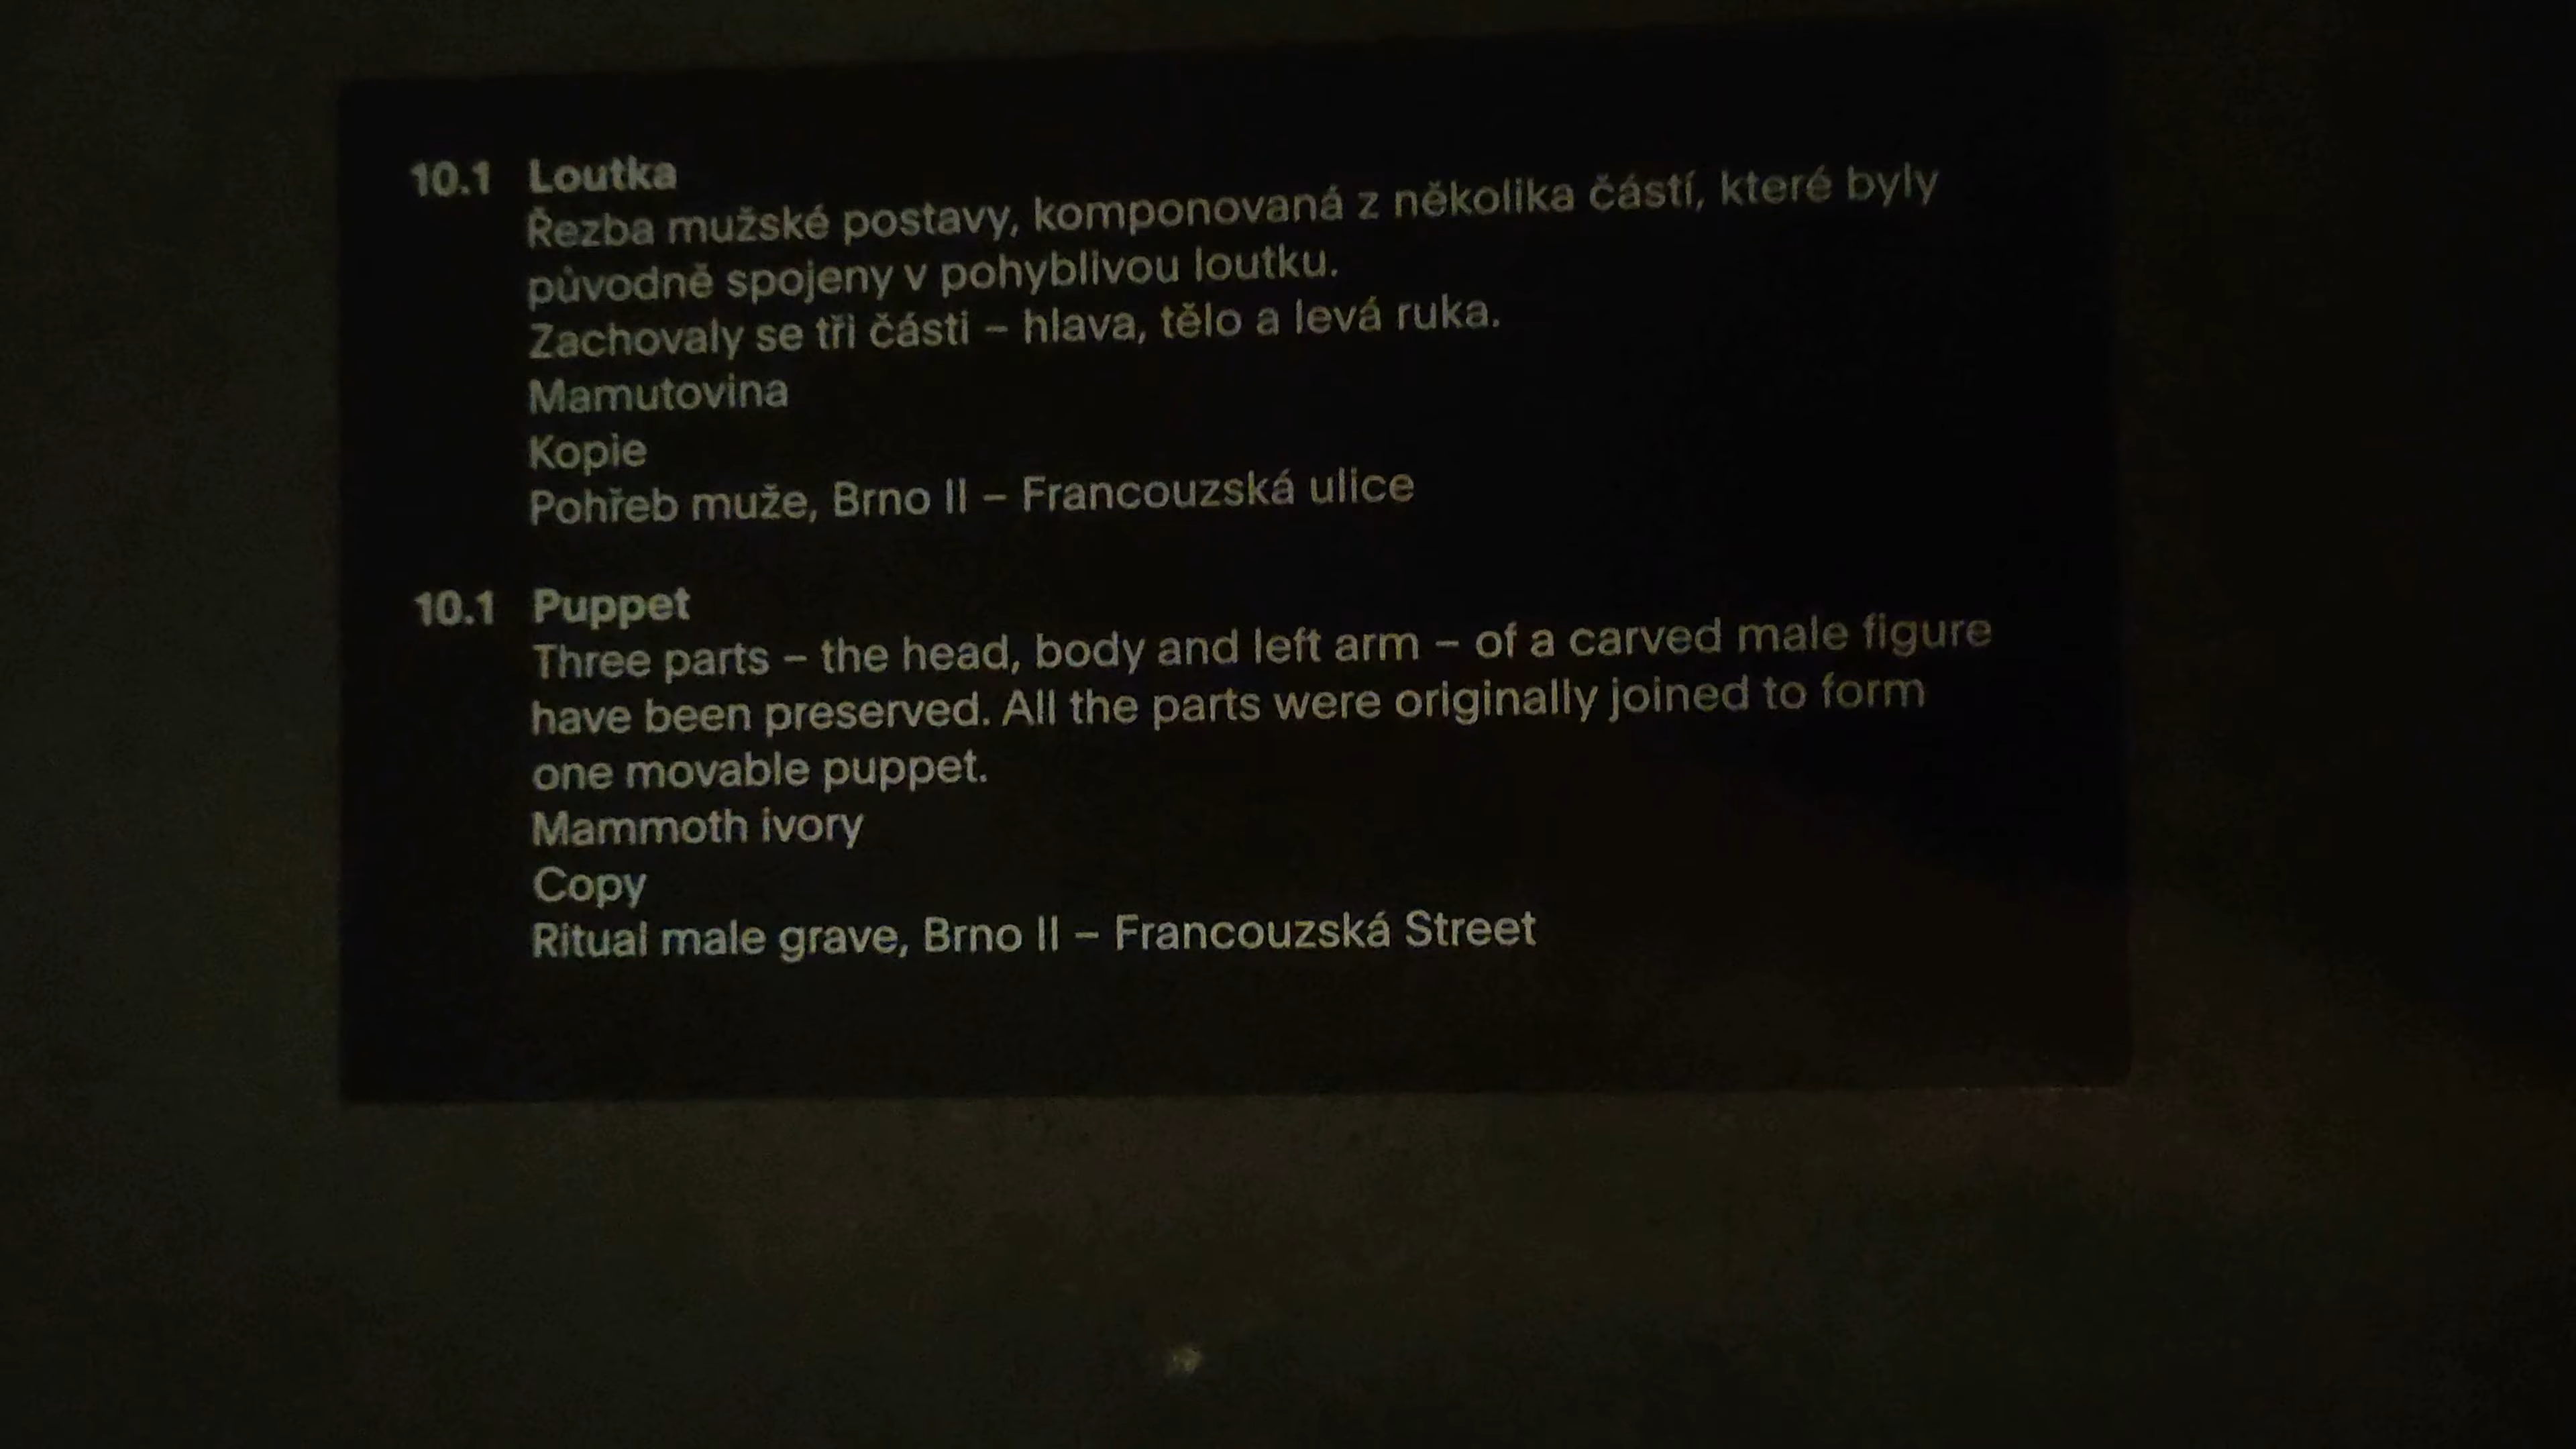 10.1 Loutka
Řezba mužské postavy, komponovaná z několika částí, které byly
původně spojeny v pohyblivou loutku.
Zachovaly se tři části – hlava, tělo a levá ruka.
Mamutovina
Kopie
Pohřeb muže, Brno II – Francouzská ulice
10.1 Puppet
Three parts – the head, body and left arm – of a carved male figure
have been preserved. All the parts were originally joined to form
one movable puppet.
Mammoth ivory
Copy
Ritual male grave, Brno II – Francouzská Street